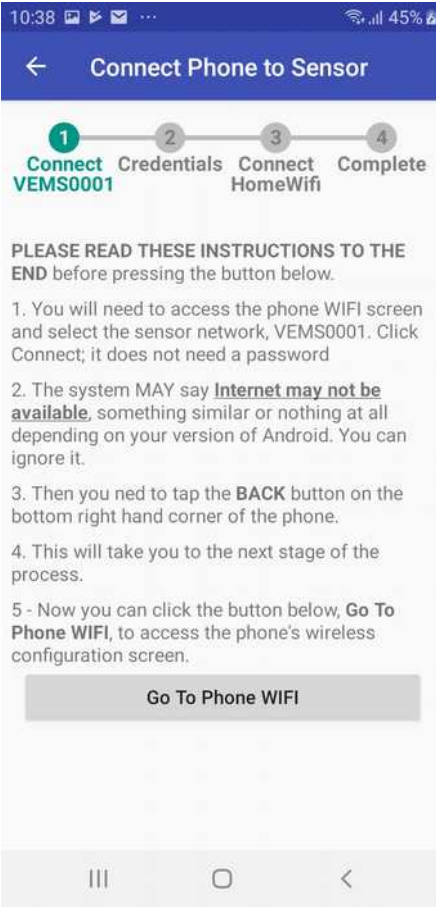 10:38 ... 45%
Connect Phone to Sensor
1 2 3 4
Connect Credentials Connect Complete
VEMS0001 HomeWifi
PLEASE READ THESE INSTRUCTIONS TO THE
END before pressing the button below.
1. You will need to access the phone WIFI screen
and select the sensor network, VEMS0001. Click
Connect; it does not need a password
2. The system MAY say Internet may not be
available, something similar or nothing at all
depending on your version of Android. You can
ignore it.
3. Then you ned to tap the BACK button on the
bottom right hand corner of the phone.
4. This will take you to the next stage of the
process.
5 - Now you can click the button below, Go To
Phone WIFI, to access the phone's wireless
configuration screen.
Go To Phone WIFI